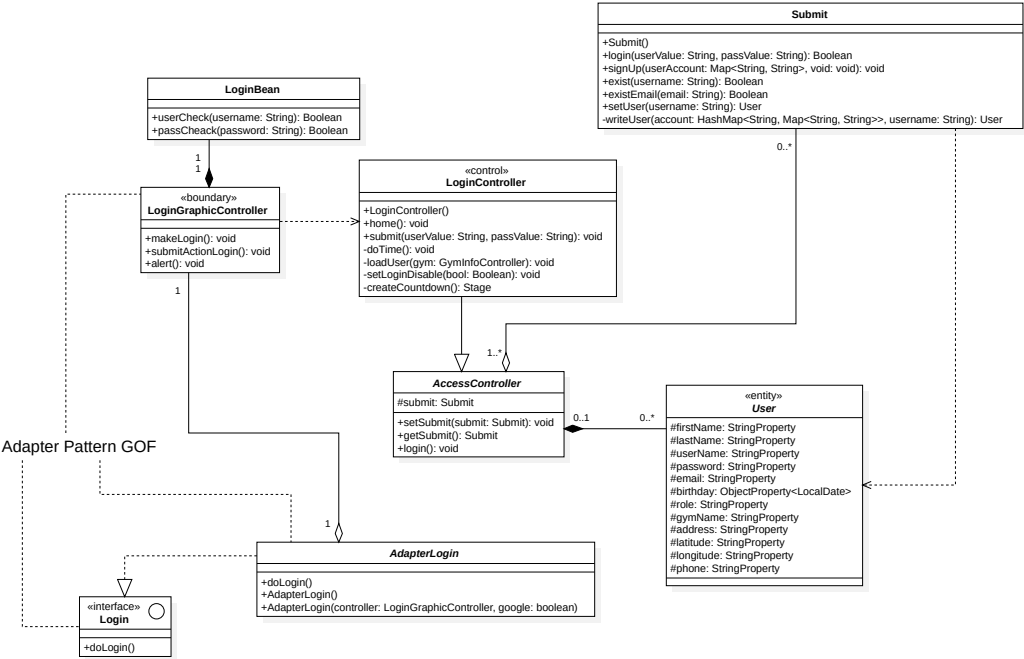 Submit
+Submit()
+login(userValue: String, passValue: String): Boolean
+signUp(userAccount: Map<String, String>, void: void): void
+exist(username: String): Boolean
+existEmail(email: String): Boolean
+setUser(username: String): User
-writeUser(account: HashMap<String, Map<String, String>>, username: String): User
LoginBean
+userCheck(username: String): Boolean
+passCheack(password: String): Boolean
1
1
0..*
«boundary»
LoginGraphicController
+makeLogin(): void
+submitActionLogin(): void
+alert(): void
1
«control»
LoginController
+LoginController()
+home(): void
+submit(userValue: String, passValue: String): void
-doTime(): void
-loadUser(gym: GymInfoController): void
-setLoginDisable(bool: Boolean): void
-createCountdown(): Stage
1..*
AccessController
#submit: Submit
+setSubmit(submit: Submit): void
+getSubmit(): Submit
+login(): void
0..1
0..*
«entity»
User
#firstName: StringProperty
#lastName: StringProperty
#userName: StringProperty
#password: StringProperty
#email: StringProperty
#birthday: ObjectProperty<LocalDate>
#role: StringProperty
#gymName: StringProperty
#address: StringProperty
#latitude: StringProperty
#longitude: StringProperty
#phone: StringProperty
Adapter Pattern GOF
1
AdapterLogin
+doLogin()
+AdapterLogin()
+AdapterLogin(controller: LoginGraphicController, google: boolean)
«interface»
Login
+doLogin()